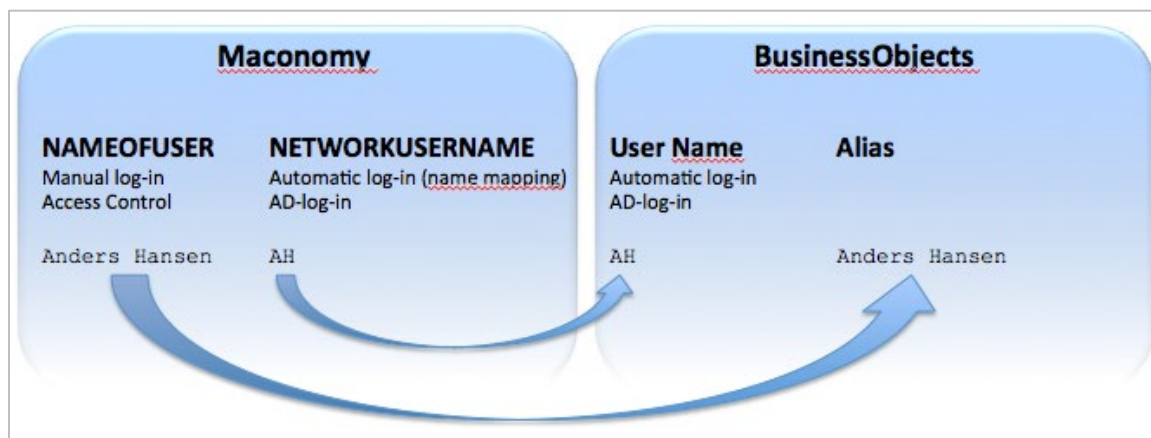 Maconomy
BusinessObjects
NAMEOFUSER
Manual log-in
Access Control
Anders Hansen
NETWORKUSERNAME
Automatic log-in (name mapping)
AD-log-in
AH
User Name
Automatic log-in
AD-log-in
AH
Alias
Anders Hansen